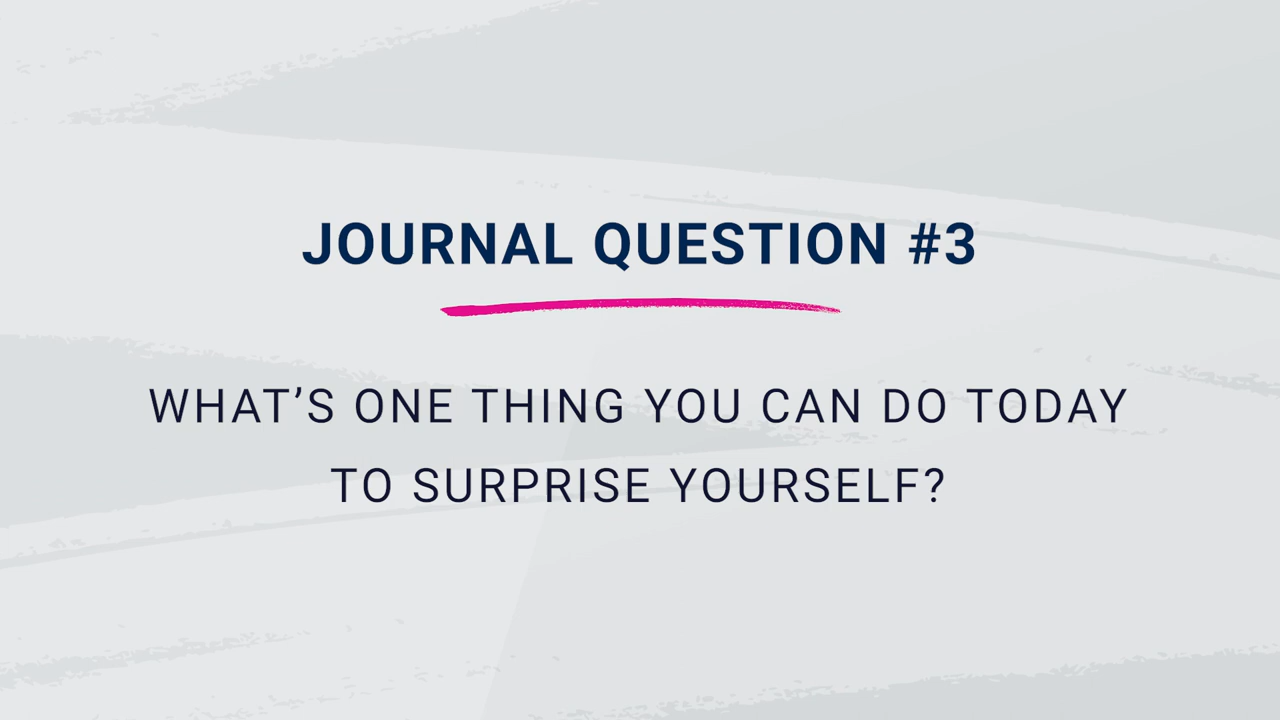 JOURNAL QUESTION #3
WHAT’S ONE THING YOU CAN DO TODAY
TO SURPRISE YOURSELF?